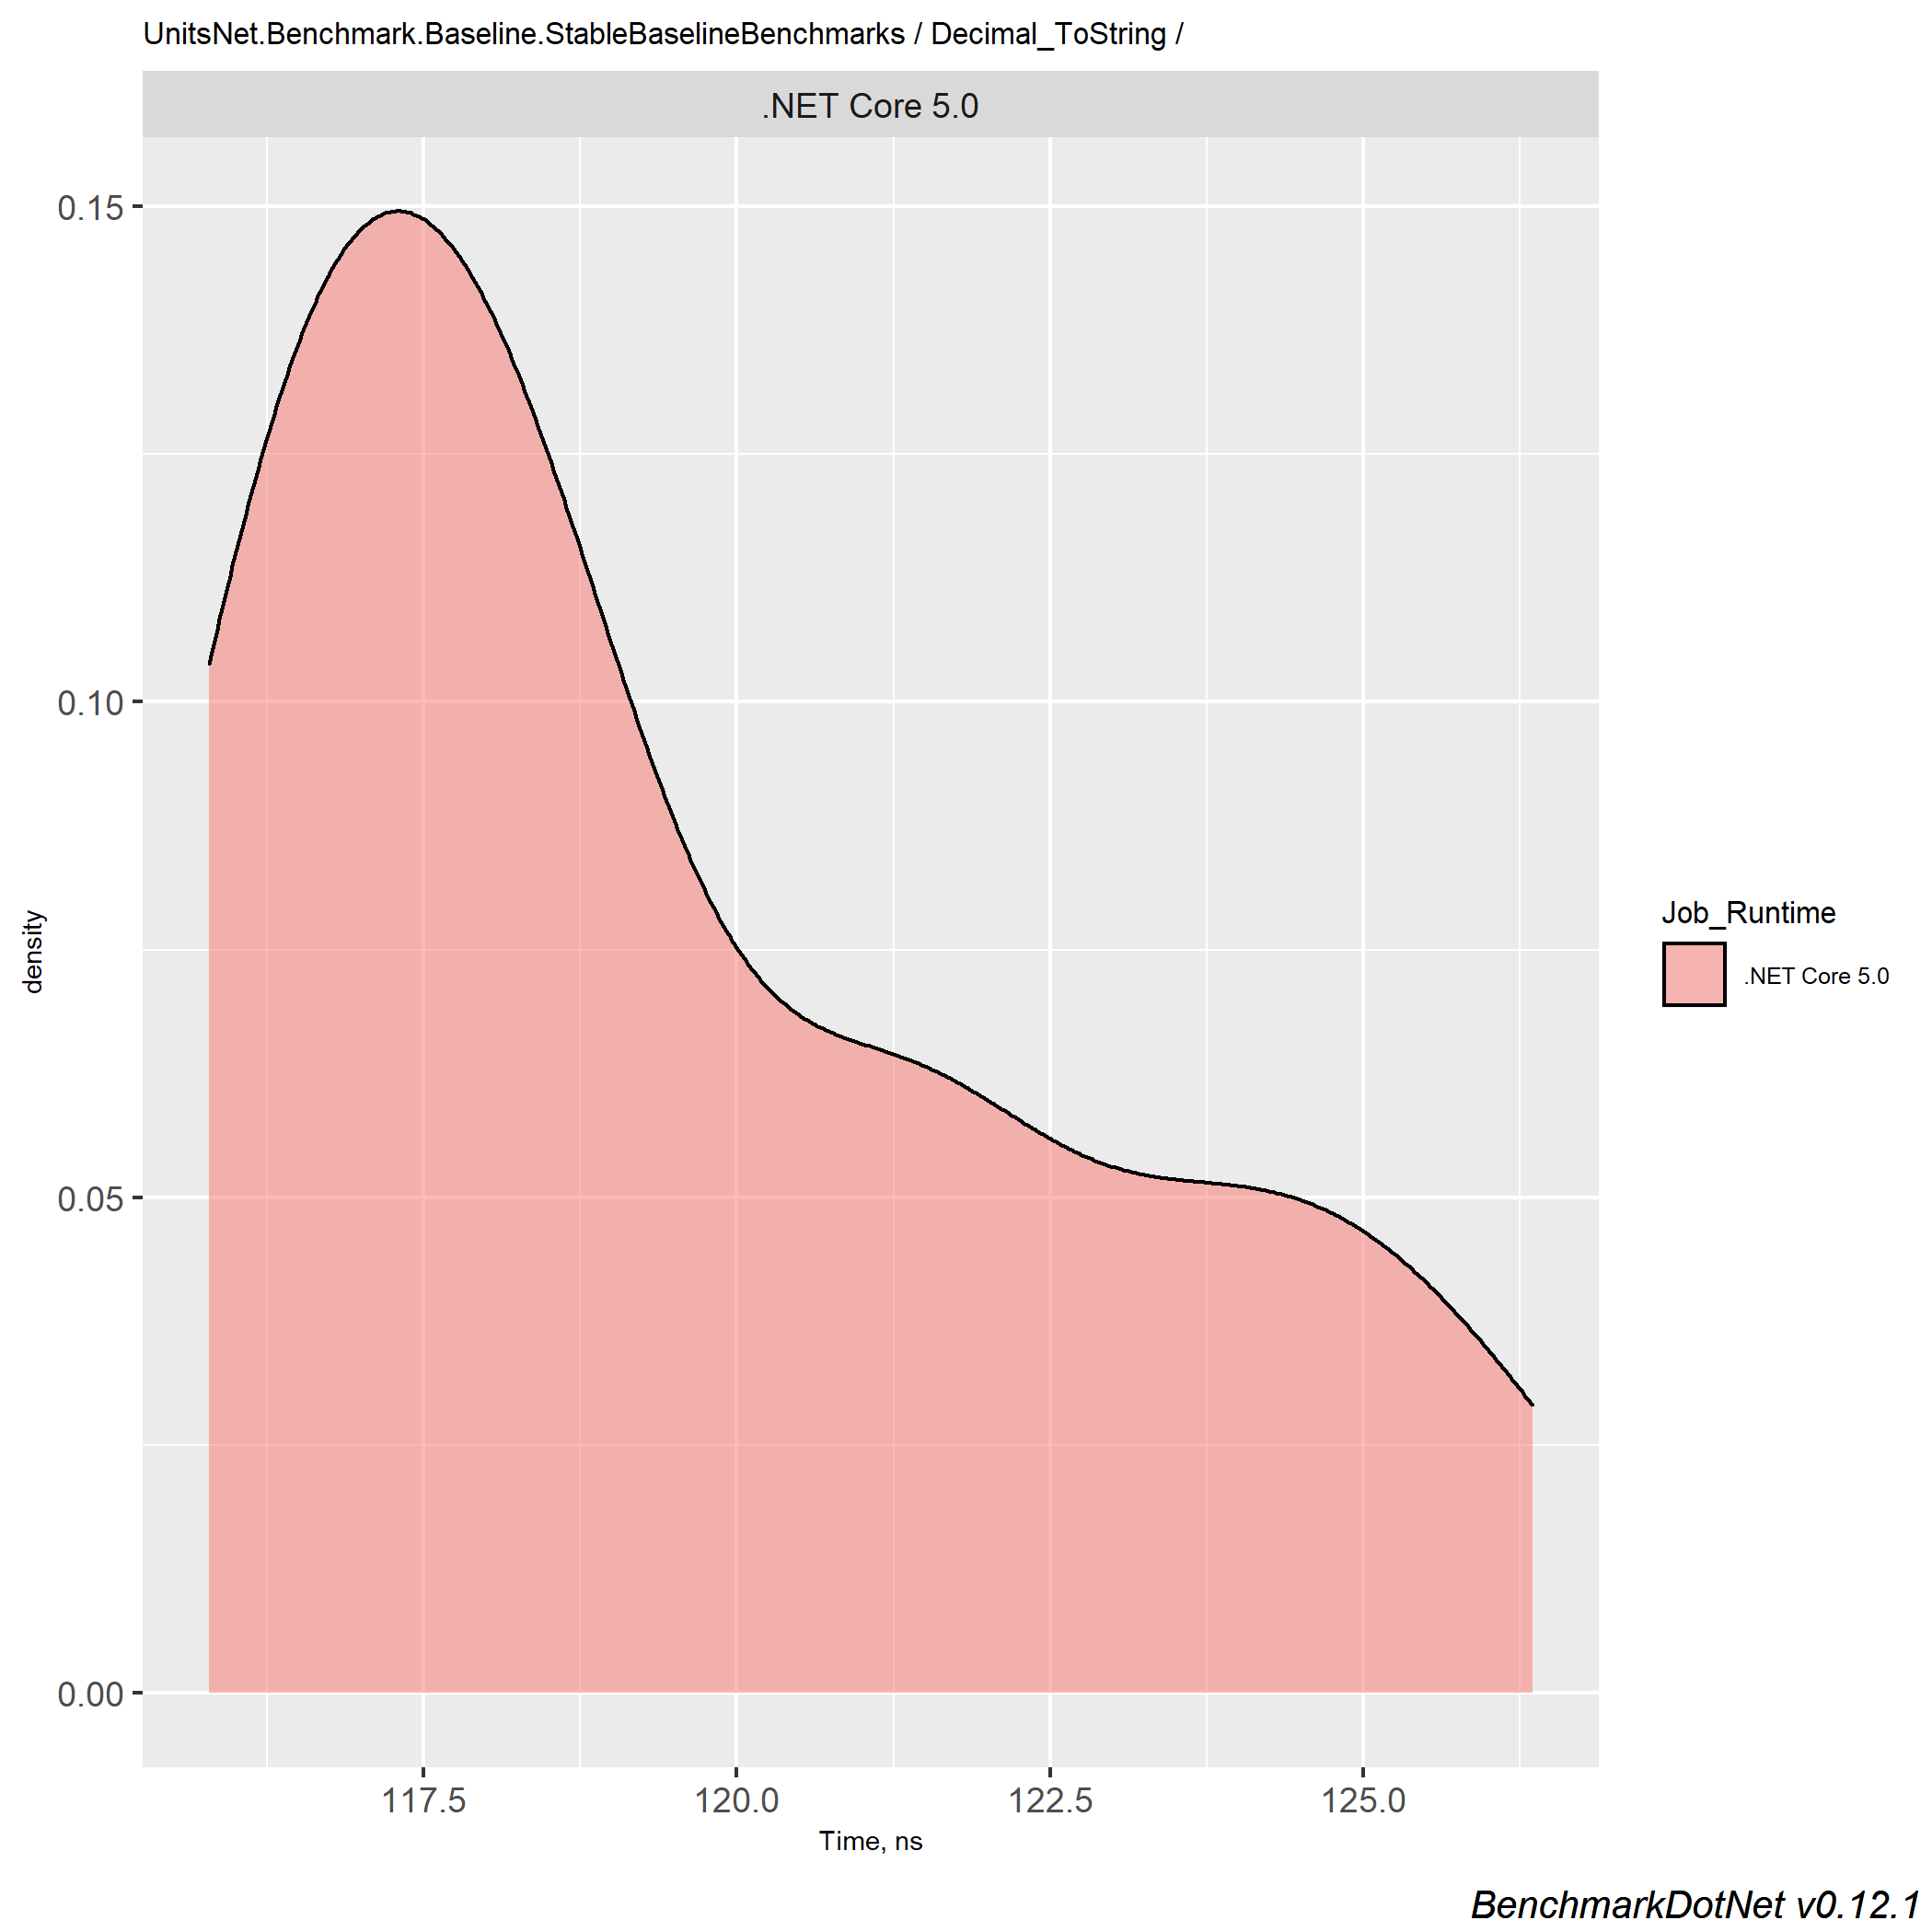 UnitsNet.Benchmark.Baseline.StableBaselineBenchmarks / Decimal_ToString /
.NET Core 5.0
0.15
0.10
0.05
0.00
density
117.5 120.0 122.5 125.0
Time, ns
Job_Runtime
.NET Core 5.0
BenchmarkDotNet v0.12.1